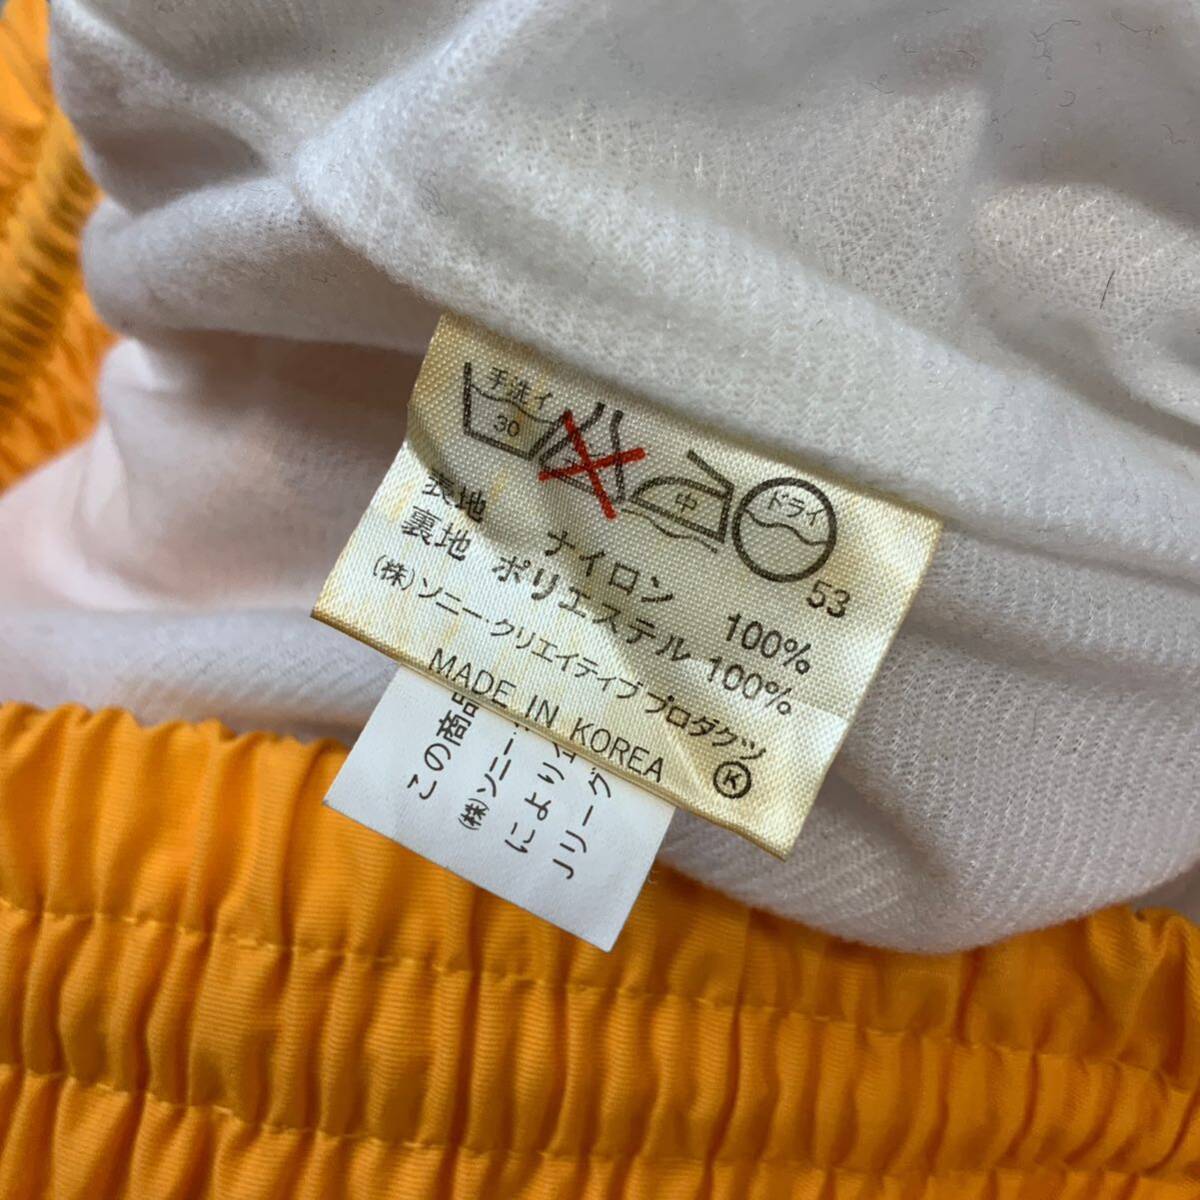 手洗イ
30
中
ドライ
53
表地 ナイロン 100%
裏地 ポリエステル 100%
(株)ソニー・クリエイティブプロダクツ
MADE IN KOREA
K
この商品
(株)ソニー・
により
Jリーグ